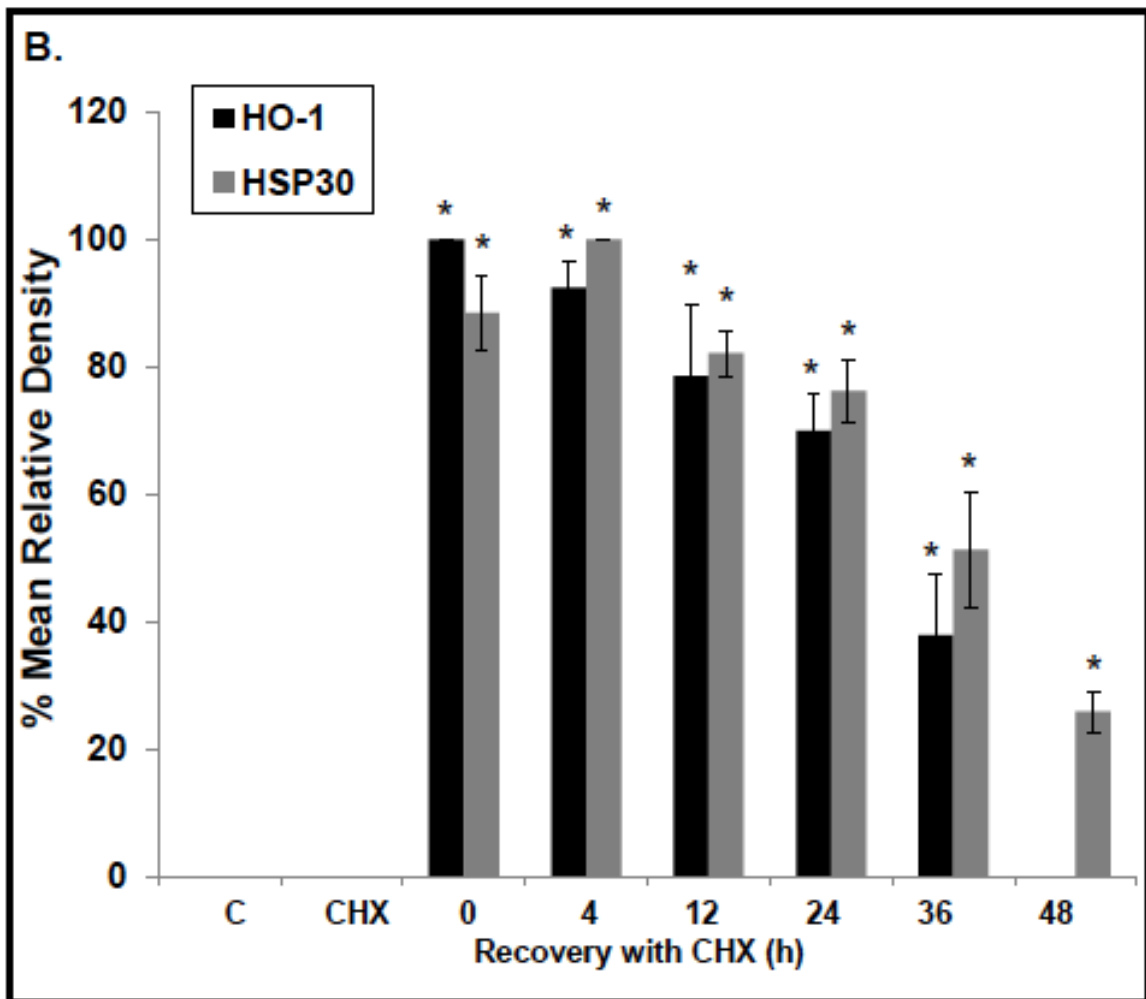 B.
HO-1
HSP30
% Mean Relative Density
120
100
80
60
40
20
0
* * * * * * * * * * *
C CHX 0 4 12 24 36 48
Recovery with CHX (h)